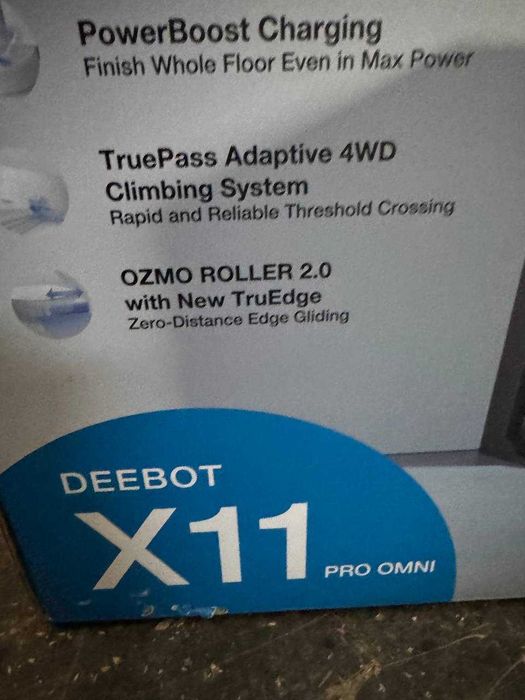 PowerBoost Charging
Finish Whole Floor Even in Max Power
TruePass Adaptive 4WD
Climbing System
Rapid and Reliable Threshold Crossing
OZMO ROLLER 2.0
with New TruEdge
Zero-Distance Edge Gliding
DEEBOT
X11 PRO OMNI